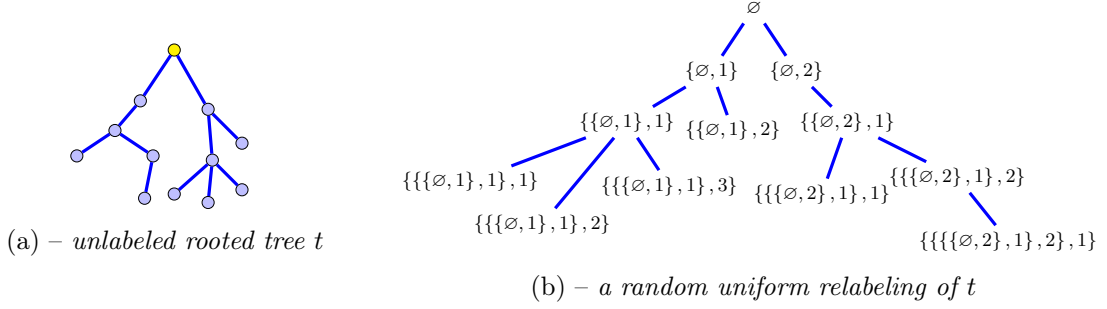 ∅
{∅, 1} {∅, 2}
{{∅, 1} , 1} {{∅, 1} , 2} {{∅, 2} , 1}
{{{∅, 1} , 1} , 1} {{{∅, 1} , 1} , 3} {{{∅, 2} , 1} , 1} {{{∅, 2} , 1} , 2}
{{{∅, 1} , 1} , 2} {{{{∅, 2} , 1} , 2} , 1}
(a) – unlabeled rooted tree t
(b) – a random uniform relabeling of t